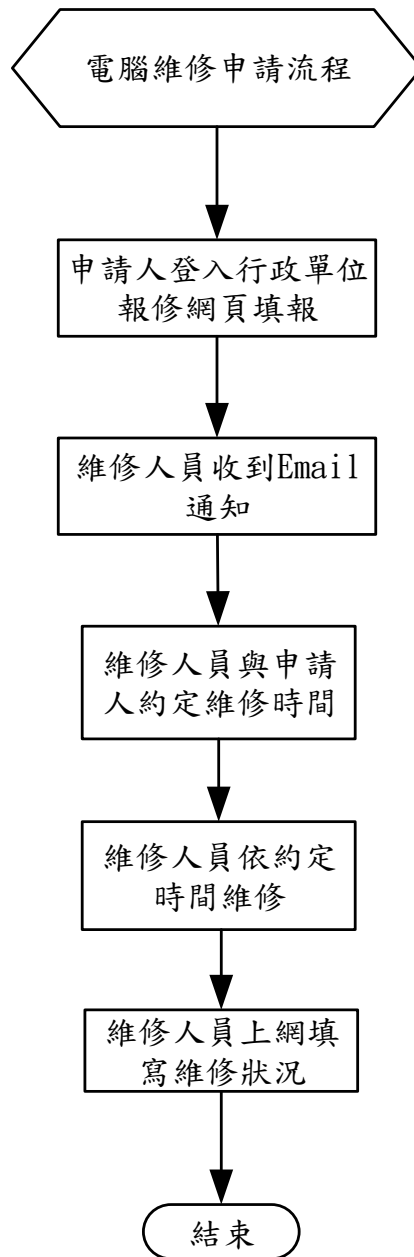 電腦維修申請流程
申請人登入行政單位
報修網頁填報
維修人員收到Email
通知
維修人員與申請
人約定維修時間
維修人員依約定
時間維修
維修人員上網填
寫維修狀況
結束